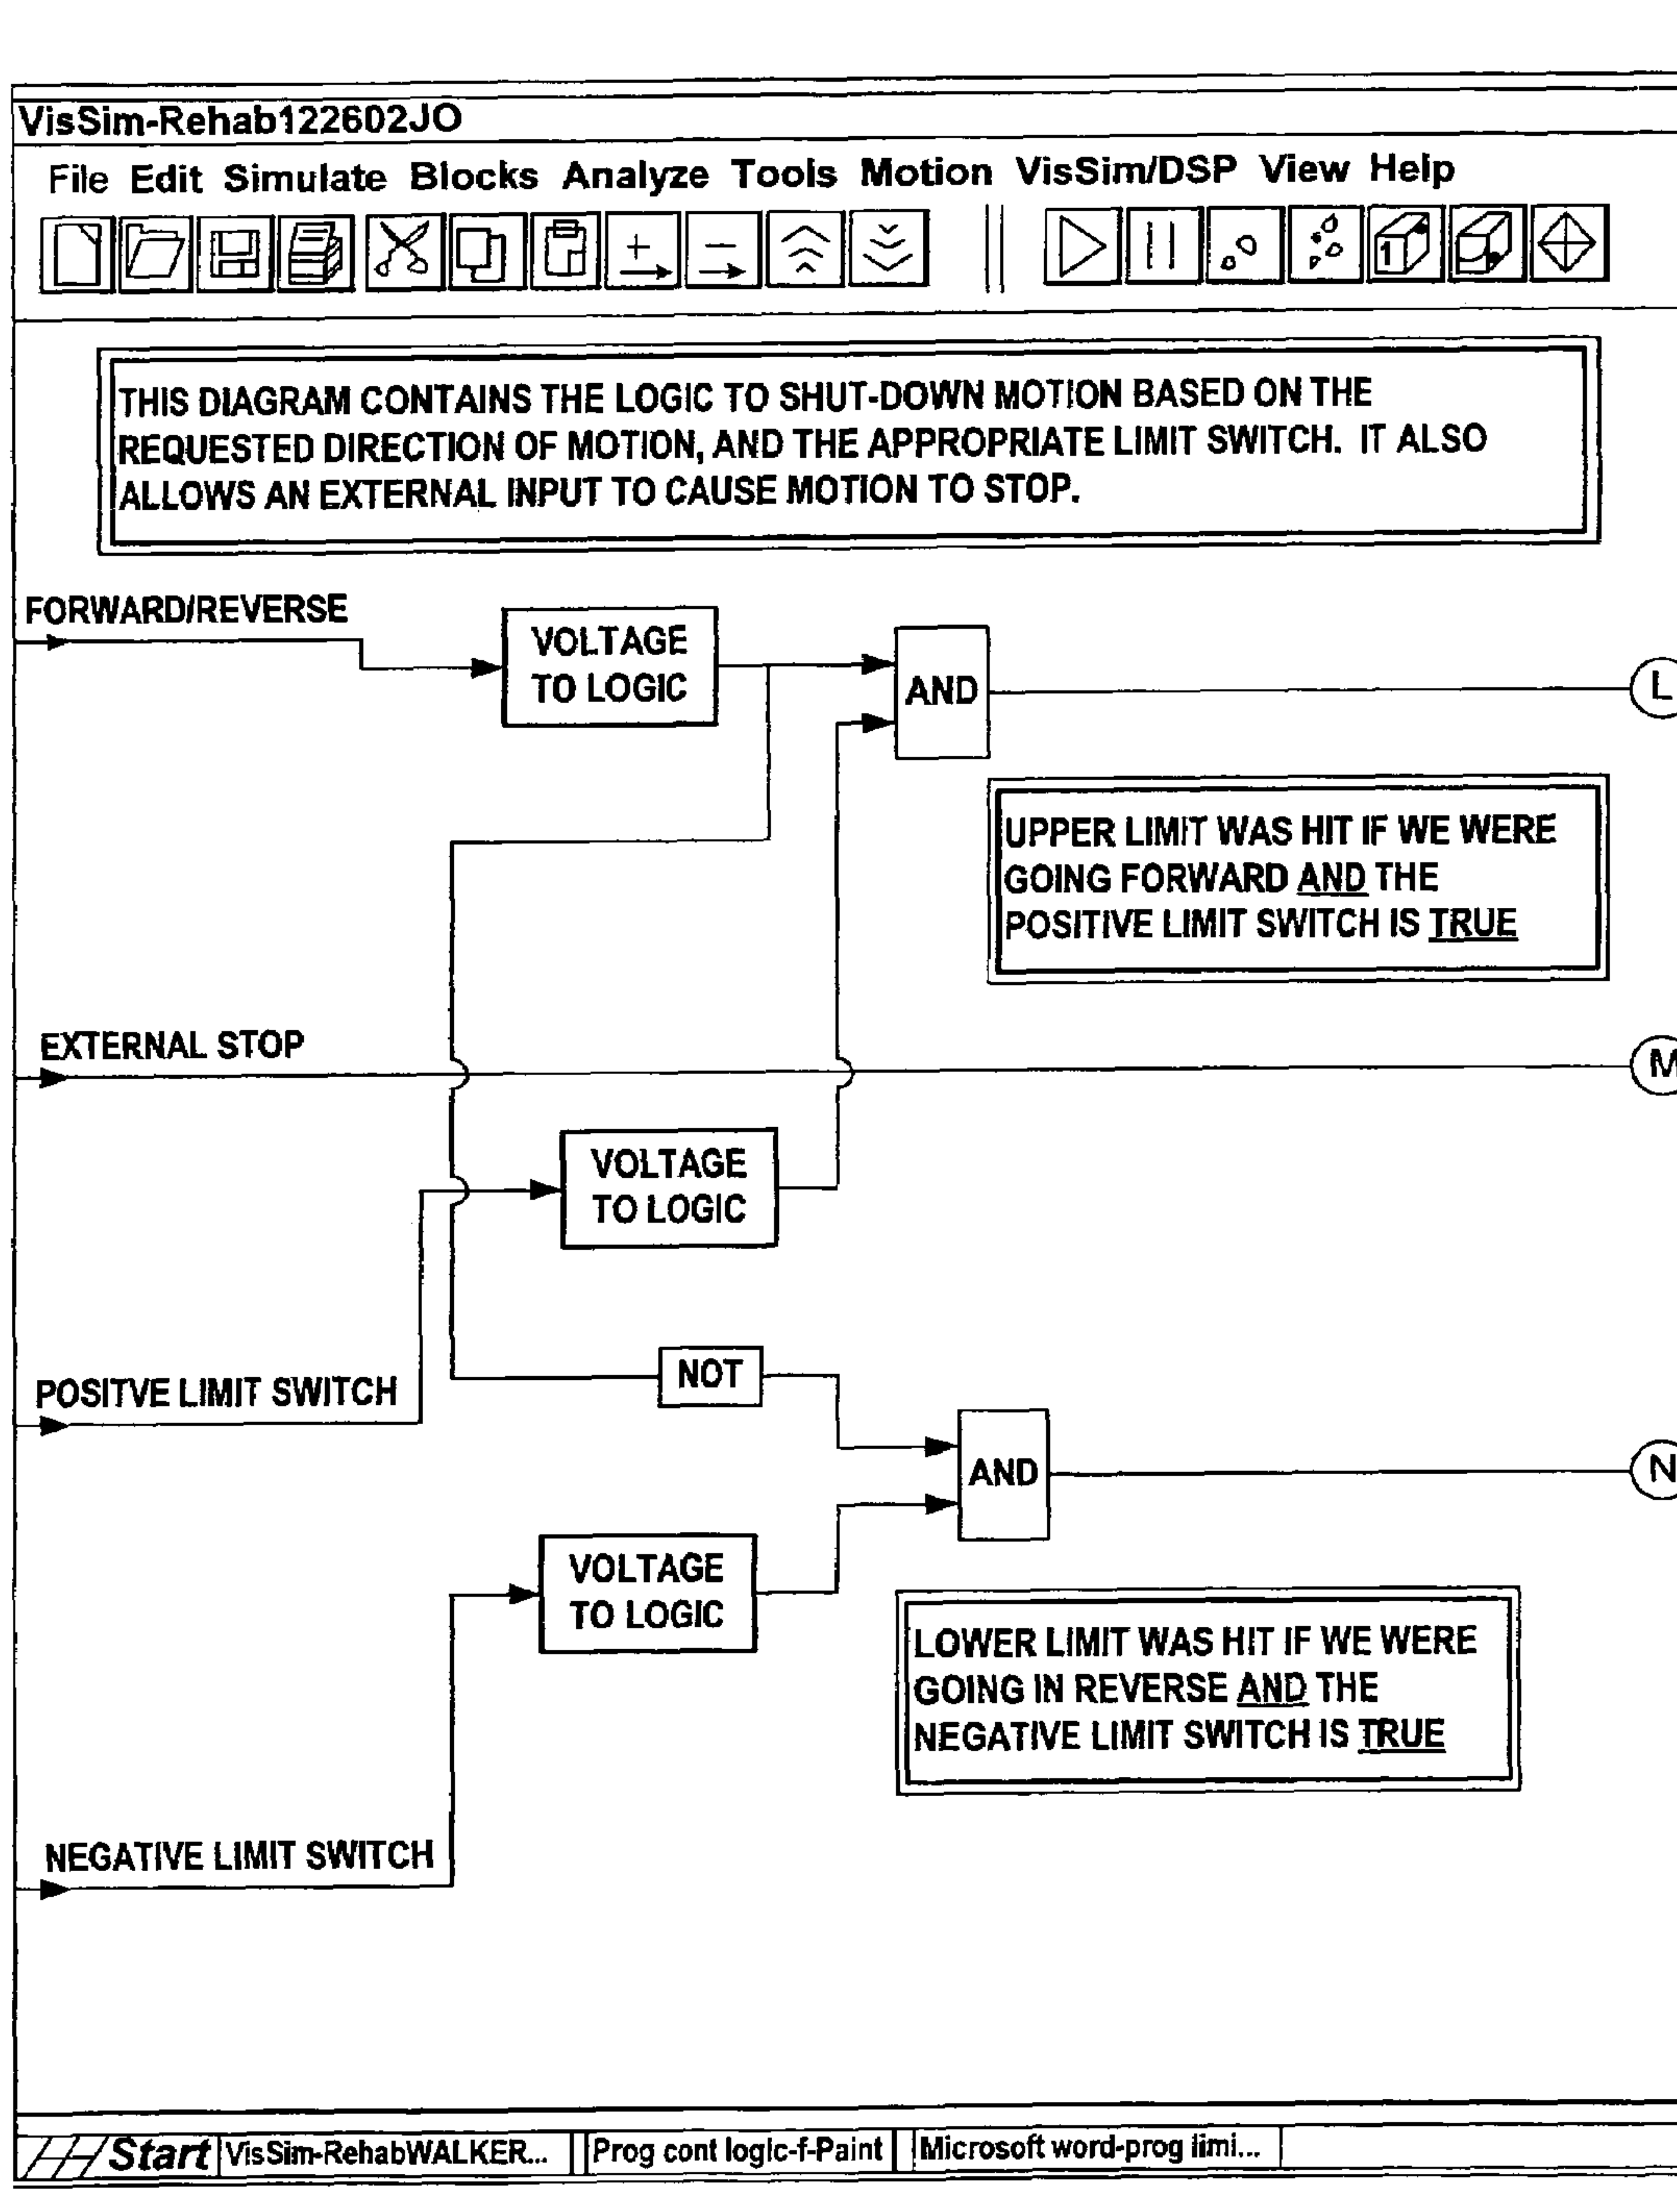 VisSim-Rehab122602JO
File Edit Simulate Blocks Analyze Tools Motion VisSim/DSP View Help
1
THIS DIAGRAM CONTAINS THE LOGIC TO SHUT-DOWN MOTION BASED ON THE
REQUESTED DIRECTION OF MOTION, AND THE APPROPRIATE LIMIT SWITCH. IT ALSO
ALLOWS AN EXTERNAL INPUT TO CAUSE MOTION TO STOP.
FORWARD/REVERSE
VOLTAGE
TO LOGIC
AND
L
UPPER LIMIT WAS HIT IF WE WERE
GOING FORWARD AND THE
POSITIVE LIMIT SWITCH IS TRUE
EXTERNAL STOP
M
VOLTAGE
TO LOGIC
NOT
POSITVE LIMIT SWITCH
AND
N
VOLTAGE
TO LOGIC
LOWER LIMIT WAS HIT IF WE WERE
GOING IN REVERSE AND THE
NEGATIVE LIMIT SWITCH IS TRUE
NEGATIVE LIMIT SWITCH
Start VisSim-RehabWALKER... Prog cont logic-f-Paint Microsoft word-prog limi...